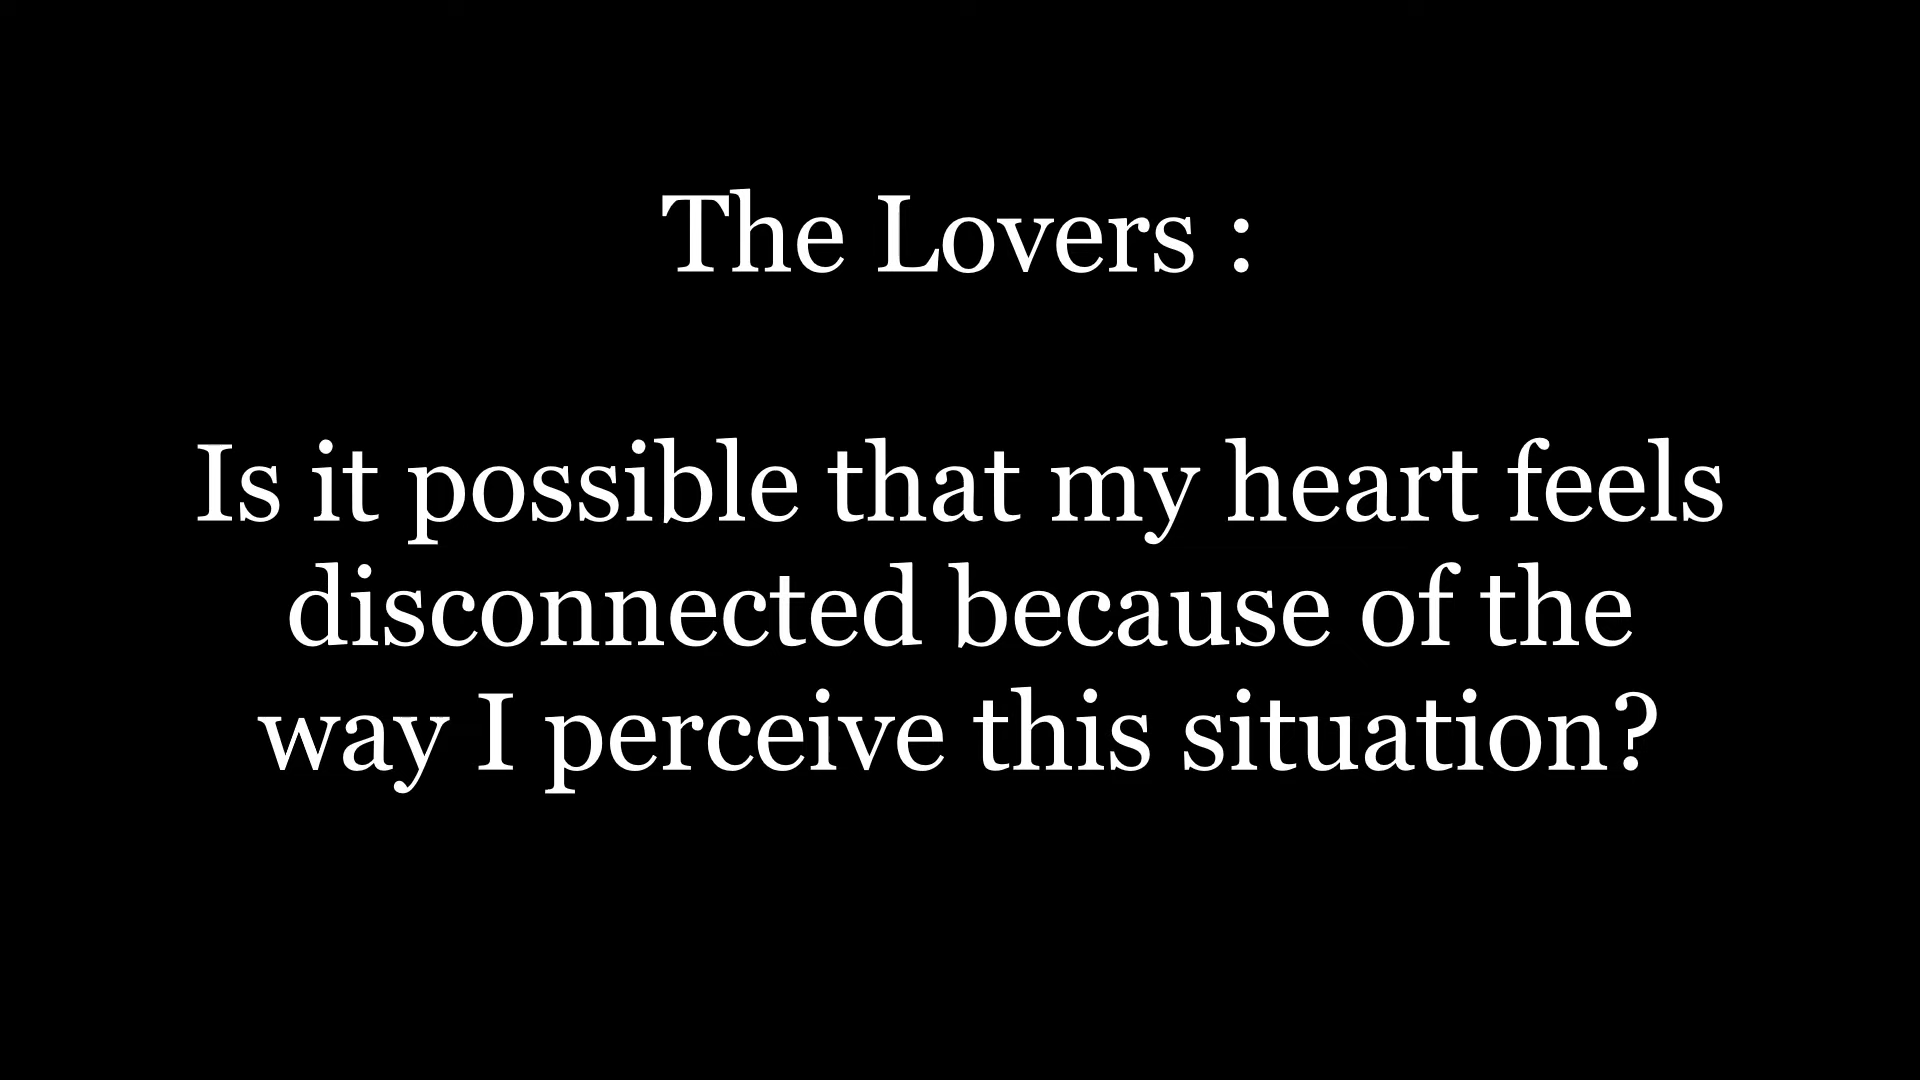 The Lovers :
Is it possible that my heart feels
disconnected because of the
way I perceive this situation?